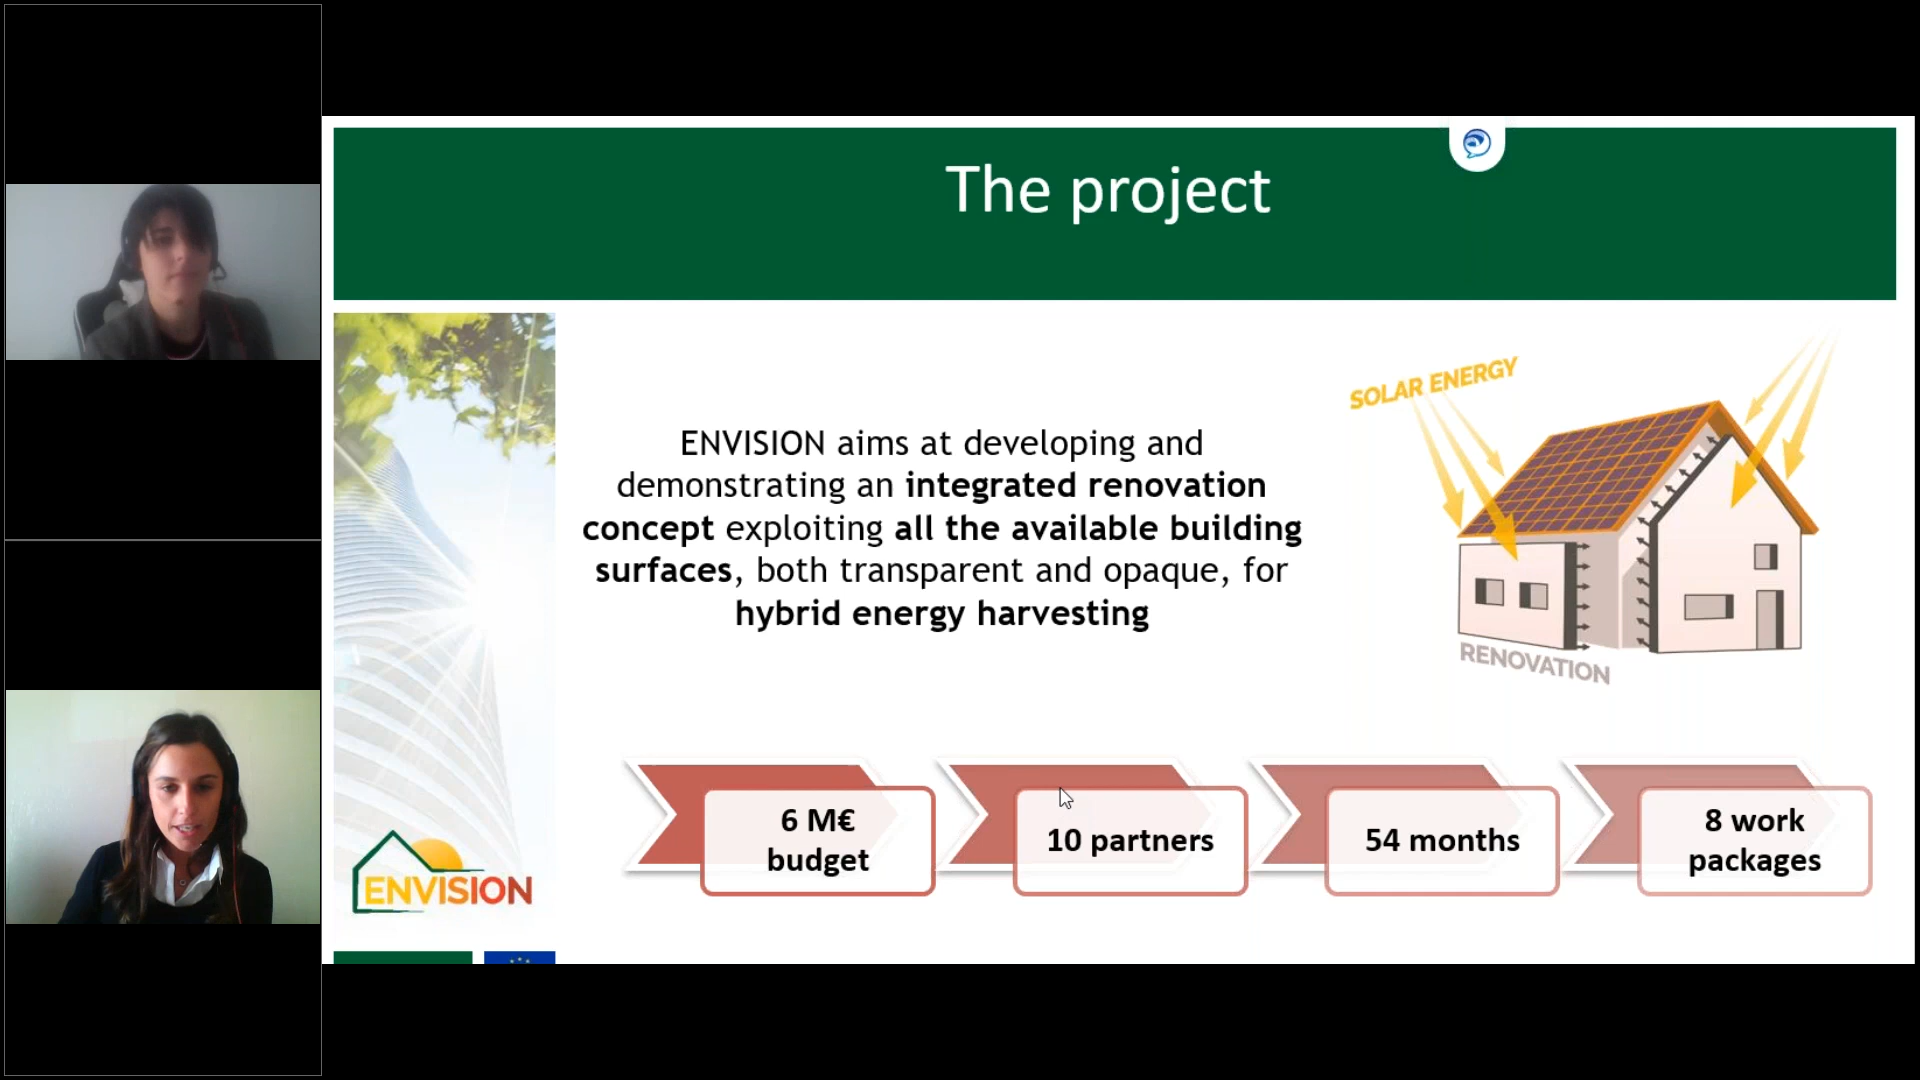 The project
SOLAR ENERGY
ENVISION aims at developing and
demonstrating an integrated renovation
concept exploiting all the available building
surfaces, both transparent and opaque, for
hybrid energy harvesting
RENOVATION
6 M€
budget
10 partners
54 months
8 work
packages
ENVISION